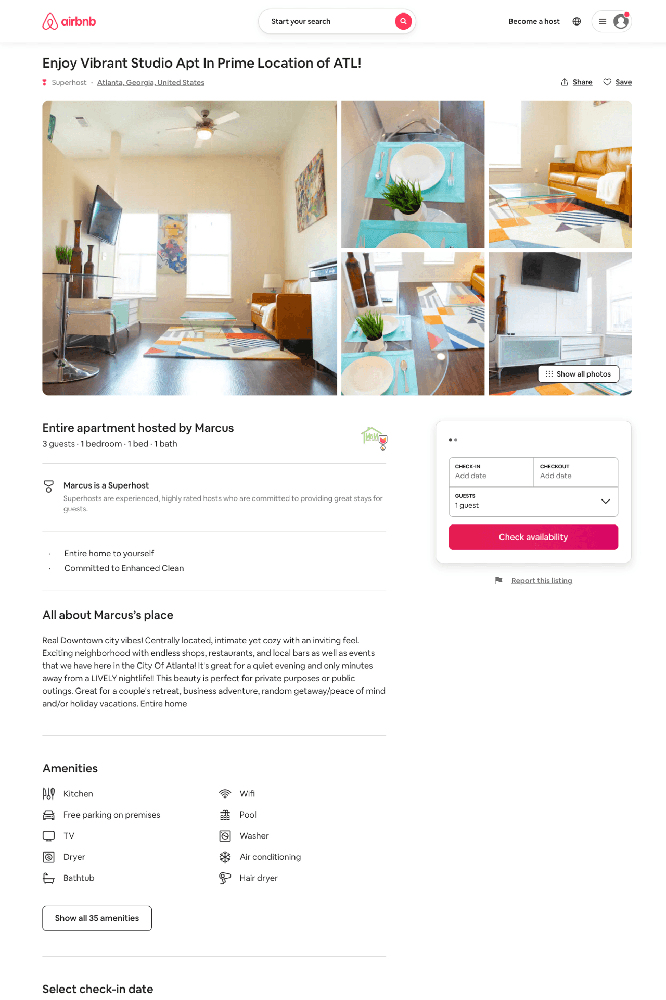 airbnb
Start your search
Become a host
Enjoy Vibrant Studio Apt In Prime Location of ATL!
Superhost · Atlanta, Georgia, United States
Share
Save
Show all photos
Entire apartment hosted by Marcus
3 guests · 1 bedroom · 1 bed · 1 bath
M&M
Marcus is a Superhost
Superhosts are experienced, highly rated hosts who are committed to providing great stays for
guests.
· Entire home to yourself
· Committed to Enhanced Clean
CHECK-IN
Add date
CHECKOUT
Add date
GUESTS
1 guest
Check availability
Report this listing
All about Marcus’s place
Real Downtown city vibes! Centrally located, intimate yet cozy with an inviting feel.
Exciting neighborhood with endless shops, restaurants, and local bars as well as events
that we have here in the City Of Atlanta! It's great for a quiet evening and only minutes
away from a LIVELY nightlife!! This beauty is perfect for private purposes or public
outings. Great for a couple's retreat, business adventure, random getaway/peace of mind
and/or holiday vacations. Entire home
Amenities
Kitchen
Wifi
Free parking on premises
Pool
TV
Washer
Dryer
Air conditioning
Bathtub
Hair dryer
Show all 35 amenities
Select check-in date